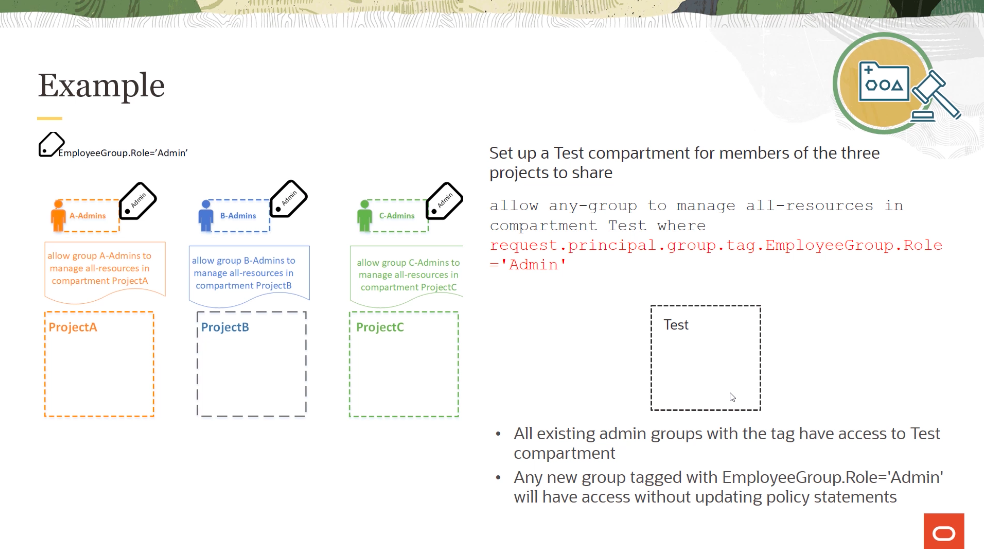 Example
EmployeeGroup.Role='Admin'
A-Admins
Admin
B-Admins
Admin
C-Admins
Admin
allow group A-Admins to
manage all-resources in
compartment ProjectA
allow group B-Admins to
manage all-resources in
compartment ProjectB
allow group C-Admins to
manage all-resources in
compartment ProjectC
ProjectA
ProjectB
ProjectC
Set up a Test compartment for members of the three
projects to share
allow any-group to manage all-resources in
compartment Test where
request.principal.group.tag.EmployeeGroup.Role
='Admin'
Test
• All existing admin groups with the tag have access to Test
compartment
• Any new group tagged with EmployeeGroup.Role='Admin'
will have access without updating policy statements